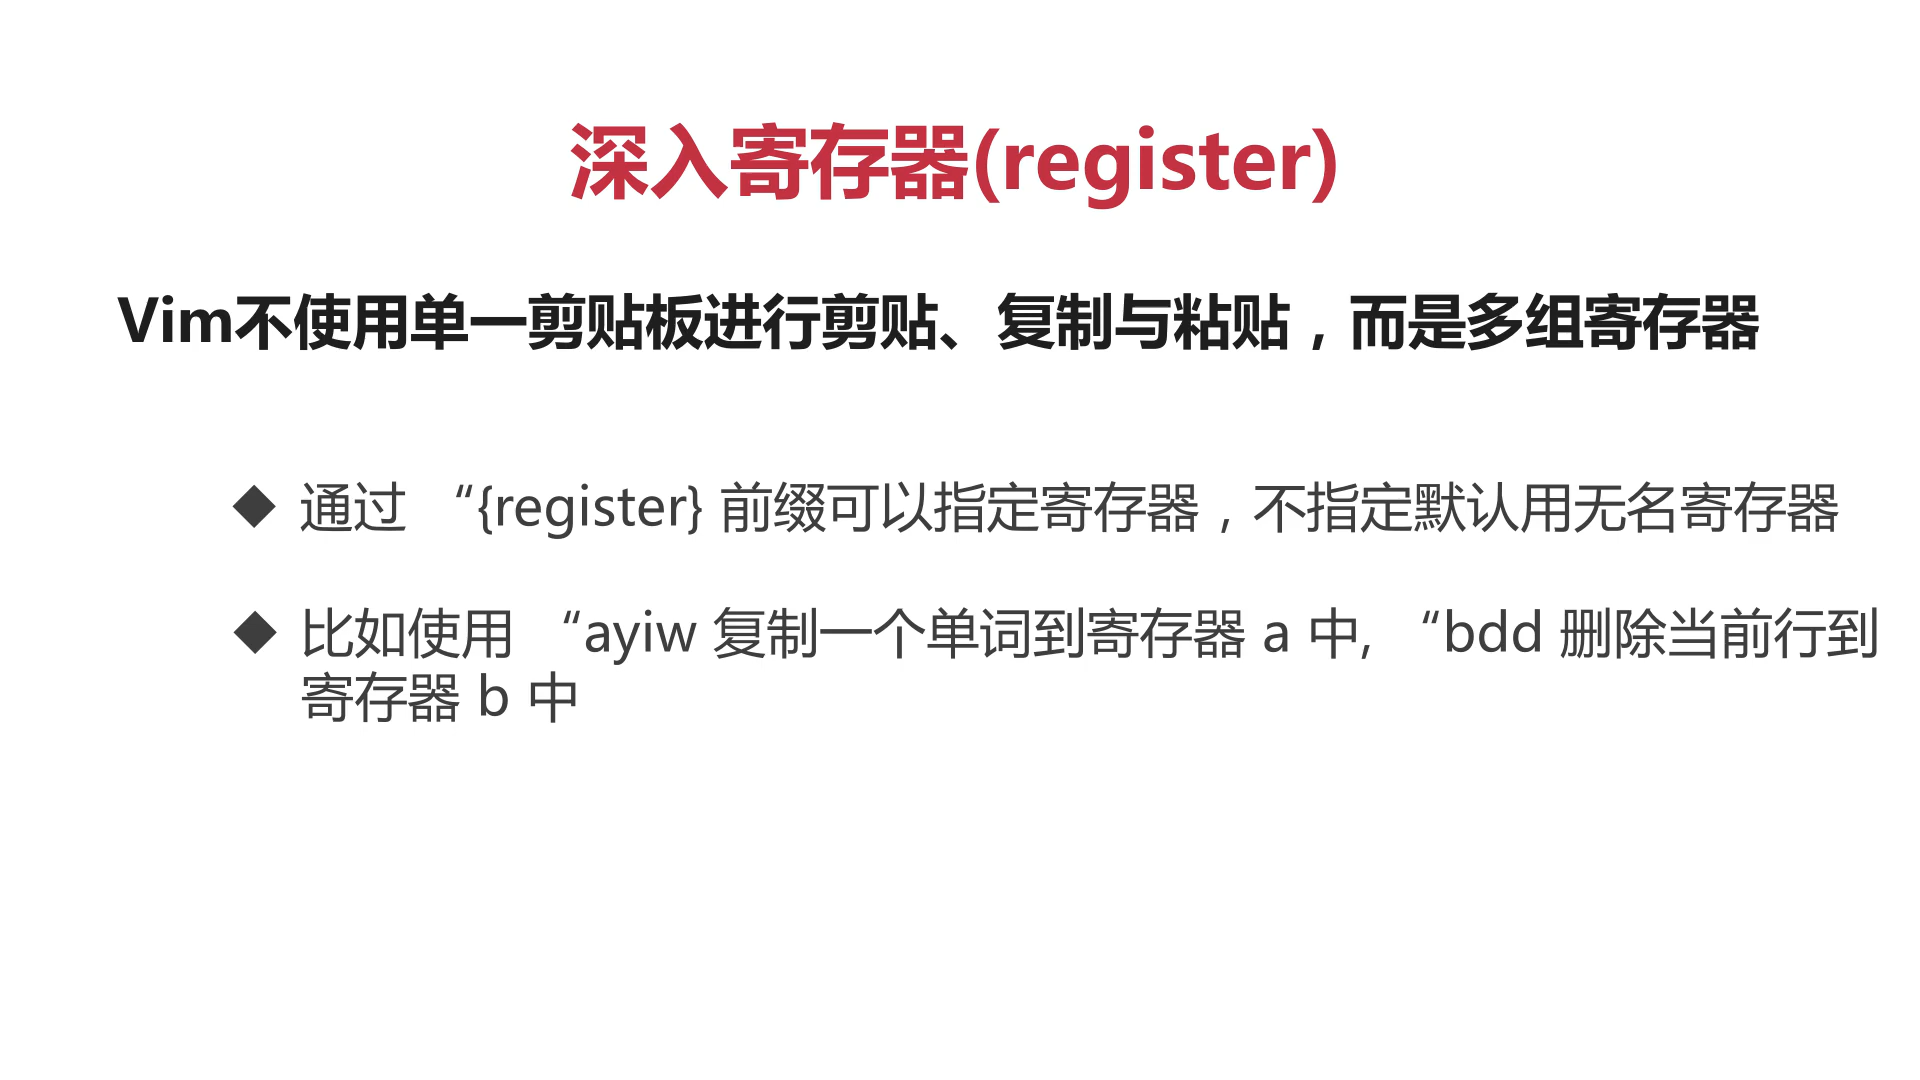 深入寄存器(register)
Vim不使用单一剪贴板进行剪贴、复制与粘贴，而是多组寄存器
◆ 通过 “{register} 前缀可以指定寄存器，不指定默认用无名寄存器
◆ 比如使用 “ayiw 复制一个单词到寄存器 a 中, “bdd 删除当前行到
寄存器 b 中